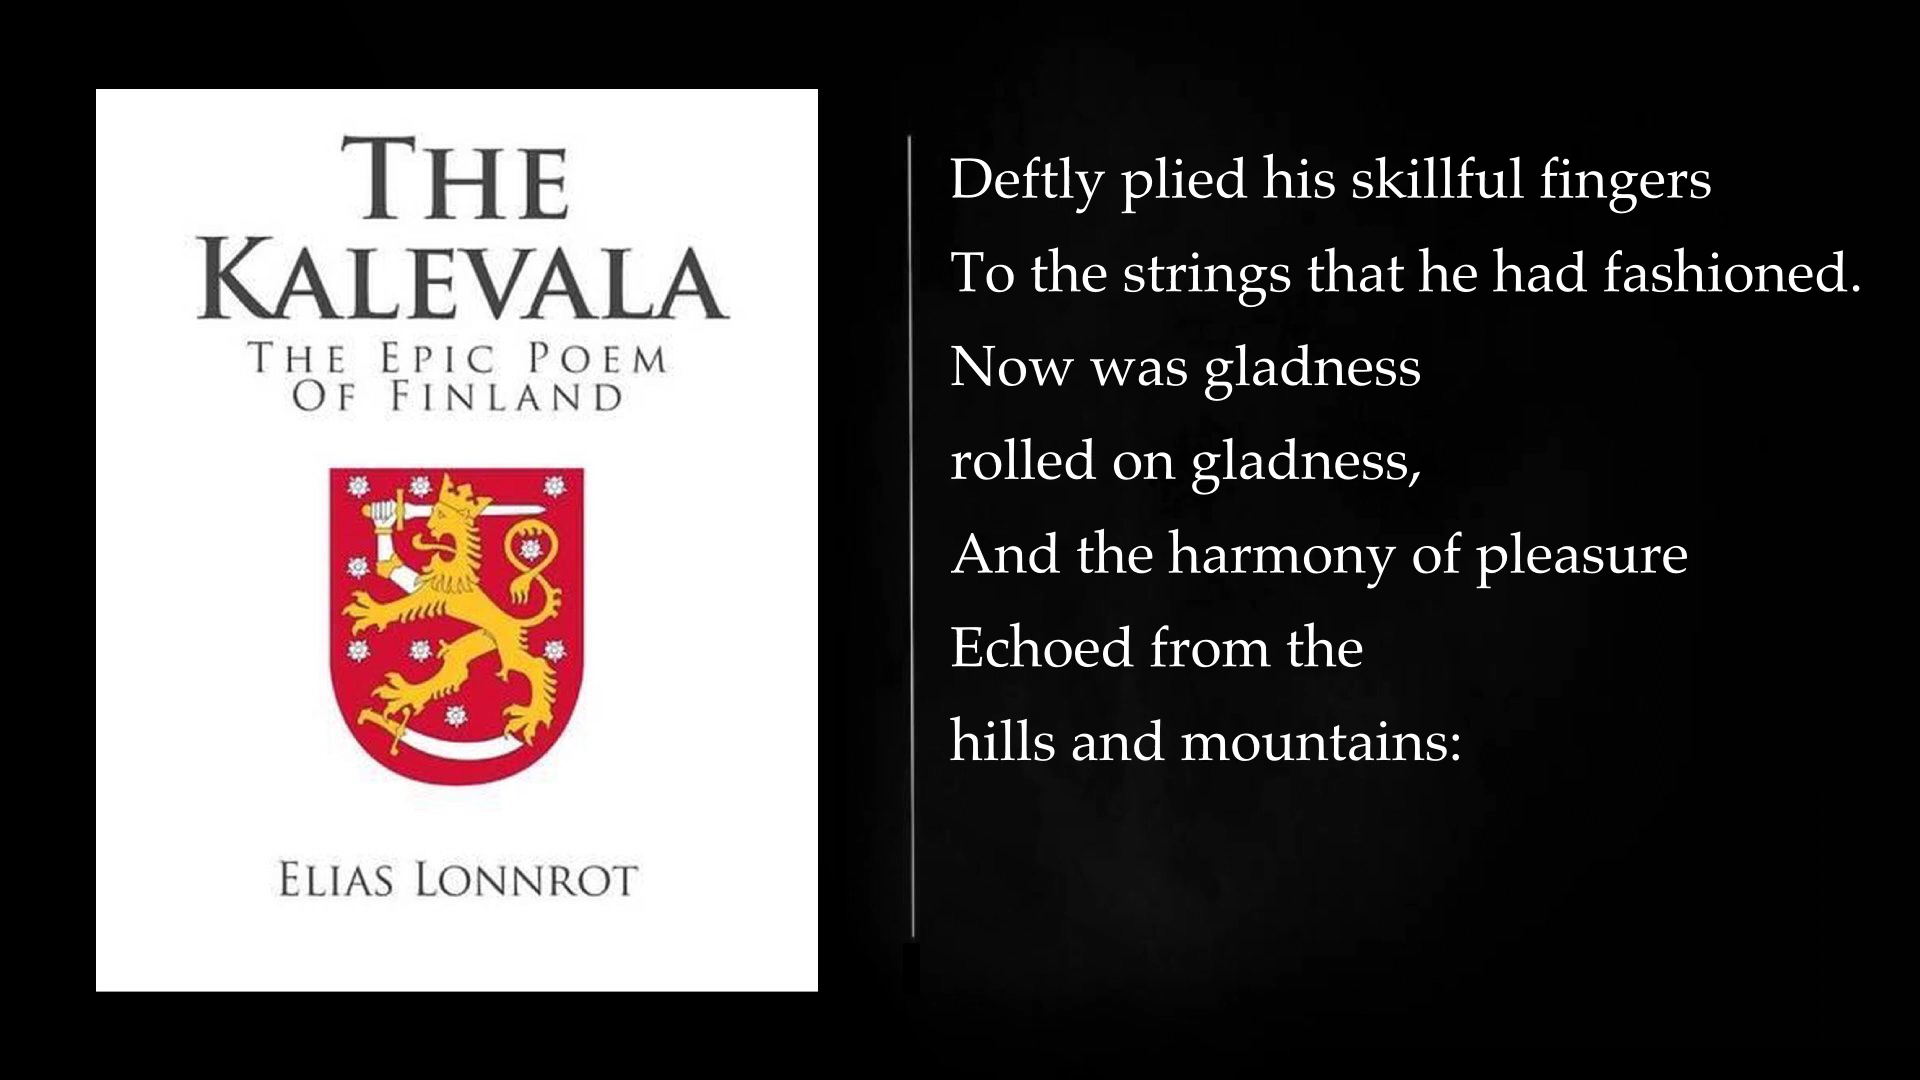 THE
KALEVALA
THE EPIC POEM
OF FINLAND
ELIAS LONNROT
Deftly plied his skillful fingers
To the strings that he had fashioned.
Now was gladness
rolled on gladness,
And the harmony of pleasure
Echoed from the
hills and mountains: